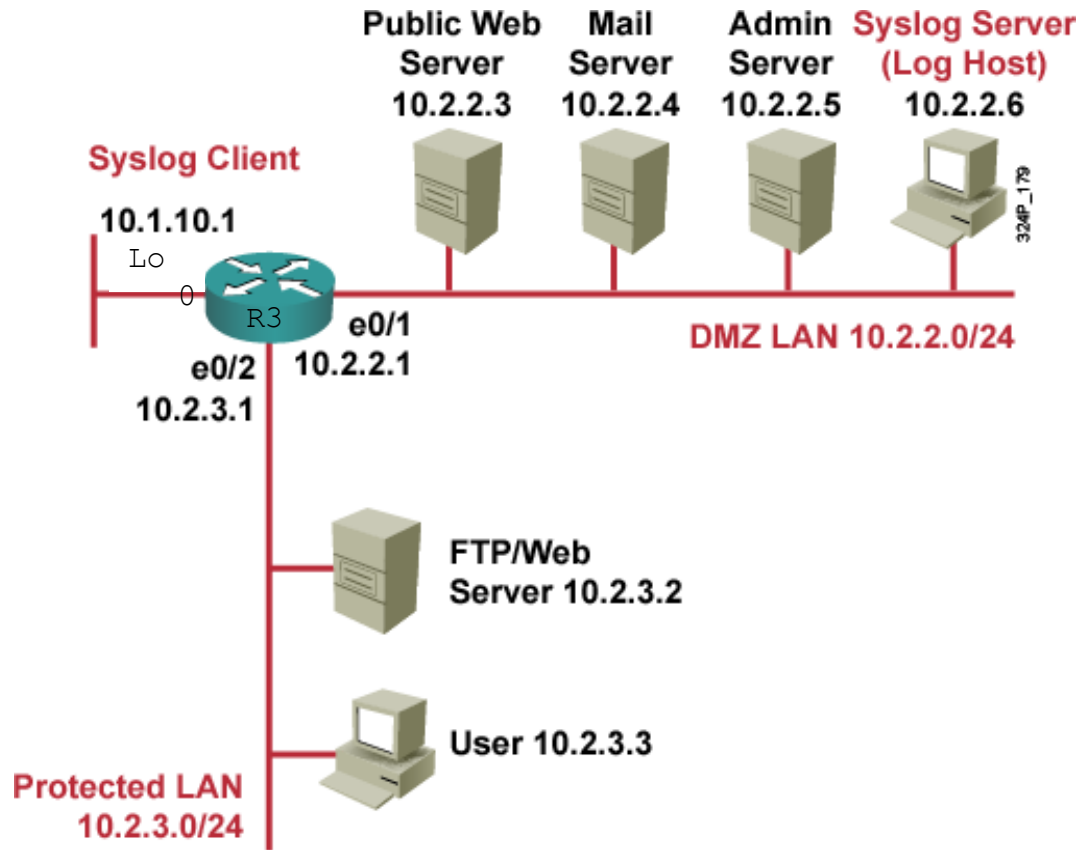 Public Web
Server
10.2.2.3
Mail
Server
10.2.2.4
Admin
Server
10.2.2.5
Syslog Server
(Log Host)
10.2.2.6
324P_179
Syslog Client
10.1.10.1
Lo
0
R3
e0/1
10.2.2.1
DMZ LAN 10.2.2.0/24
e0/2
10.2.3.1
FTP/Web
Server 10.2.3.2
User 10.2.3.3
Protected LAN
10.2.3.0/24